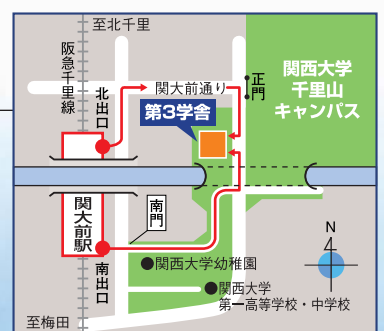 至北千里
阪急千里線
北出口
関大前通り
正門
関西大学
千里山
キャンパス
第3学舎
関大前駅
南門
南出口
N
●関西大学幼稚園
●関西大学
第一高等学校・中学校
至梅田